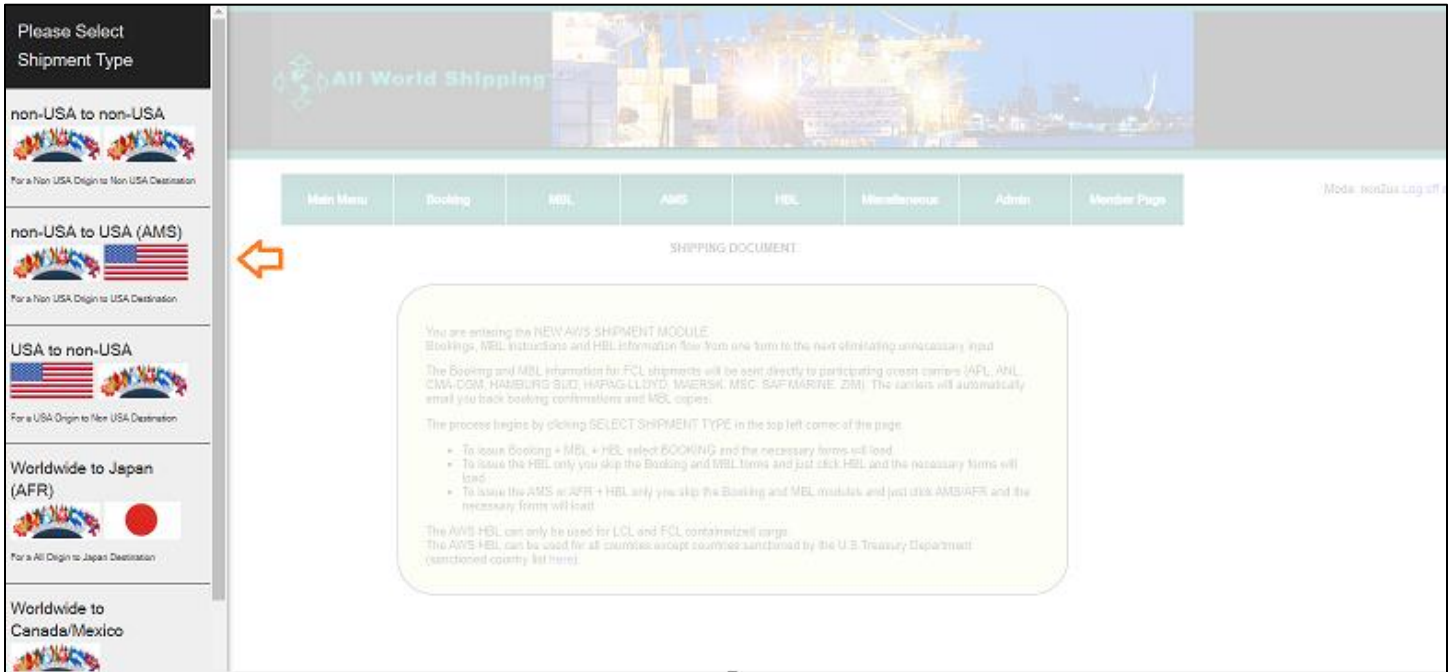 Please Select
Shipment Type
non-USA to non-USA
For a Non USA Origin to Non USA Destination
non-USA to USA (AMS)
For a Non USA Origin to USA Destination
USA to non-USA
For a USA Origin to Non USA Destination
Worldwide to Japan
(AFR)
For a All Origin to Japan Destination
Worldwide to
Canada/Mexico
All World Shipping
Main Menu Booking MBL AMS HBL Miscellaneous Admin Member Page
Mode: non2us Log off
SHIPPING DOCUMENT
You are entering the NEW AWS SHIPMENT MODULE
Bookings, MBL instructions and HBL information flow from one form to the next eliminating unnecessary input
The Booking and MBL information for FCL shipments will be sent directly to participating ocean carriers (APL, ANL,
CMA-CGM, HAMBURG SUD, HAPAG-LLOYD, MAERSK, MSC, SAFMARINE, ZIM). The carriers will automatically
email you back booking confirmations and MBL copies.
The process begins by clicking SELECT SHIPMENT TYPE in the top left corner of the page.
• To issue Booking + MBL + HBL select BOOKING and the necessary forms will load
• To issue the HBL only you skip the Booking and MBL forms and just click HBL and the necessary forms will
load
• To issue the AMS or AFR + HBL only you skip the Booking and MBL modules and just click AMS/AFR and the
necessary forms will load
The AWS HBL can only be used for LCL and FCL containerized cargo
The AWS HBL can be used for all countries except countries sanctioned by the U.S Treasury Department
(sanctioned country list here)